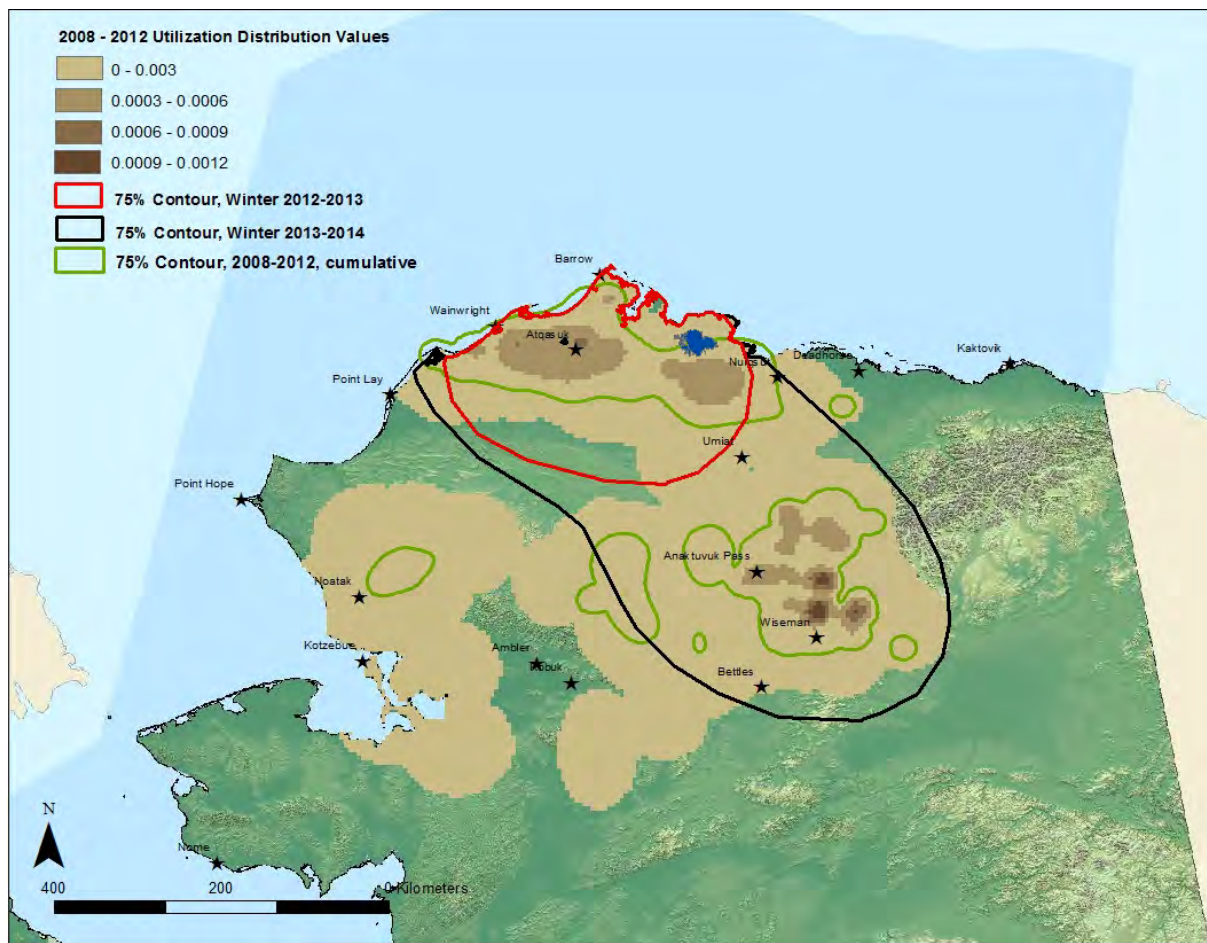 2008 - 2012 Utilization Distribution Values
0 - 0.003
0.0003 - 0.0006
0.0006 - 0.0009
0.0009 - 0.0012
75% Contour, Winter 2012-2013
75% Contour, Winter 2013-2014
75% Contour, 2008-2012, cumulative
Barrow
Wainwright
Atqasuk
Nuiqsut
Deadhorse
Kaktovik
Point Lay
Umiat
Point Hope
Anaktuvuk Pass
Noatak
Wiseman
Kotzebue
Ambler
Kobuk
Bettles
N
Nome
400 200 0 Kilometers